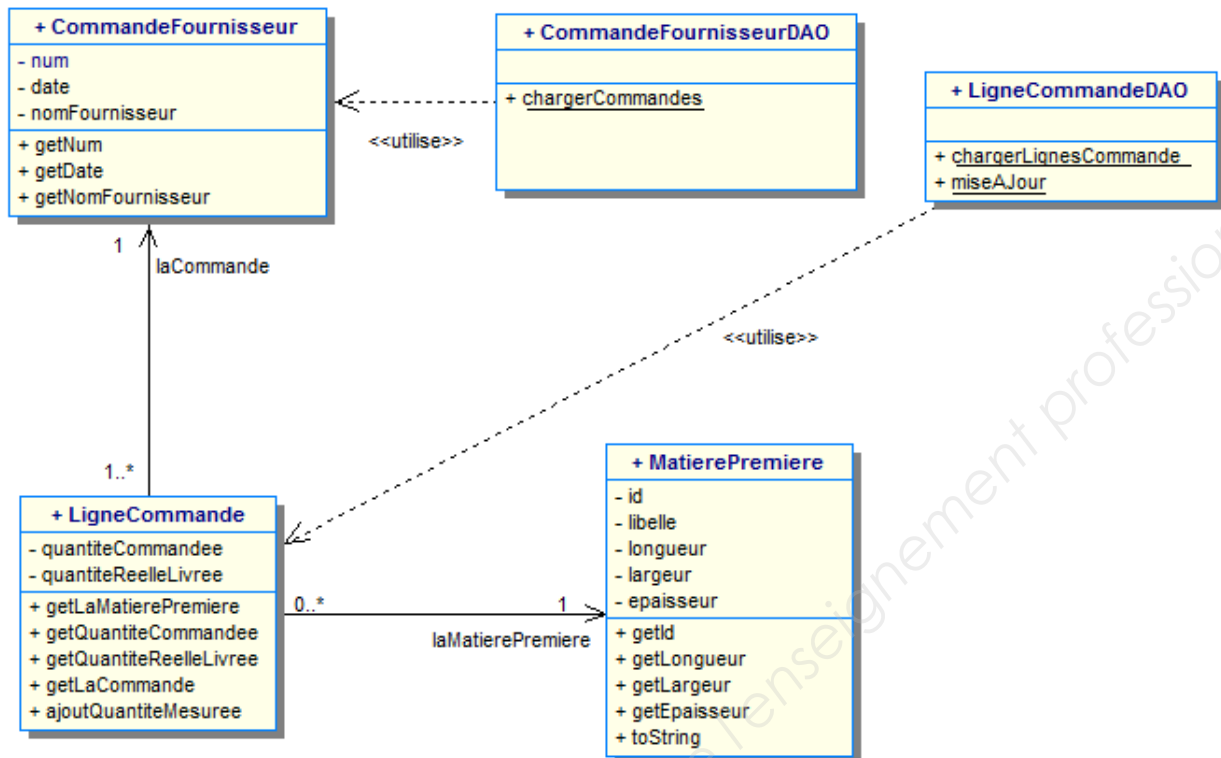 + CommandeFournisseur
- num
- date
- nomFournisseur
+ getNum
+ getDate
+ getNomFournisseur
+ CommandeFournisseurDAO
+ chargerCommandes
<<utilise>>
+ LigneCommandeDAO
+ chargerLignesCommande
+ miseAJour
1
laCommande
<<utilise>>
1..*
+ LigneCommande
- quantiteCommandee
- quantiteReelleLivree
+ getLaMatierePremiere
+ getQuantiteCommandee
+ getQuantiteReelleLivree
+ getLaCommande
+ ajoutQuantiteMesuree
0..*
1
laMatierePremiere
+ MatierePremiere
- id
- libelle
- longueur
- largeur
- epaisseur
+ getId
+ getLongueur
+ getLargeur
+ getEpaisseur
+ toString
enseignement